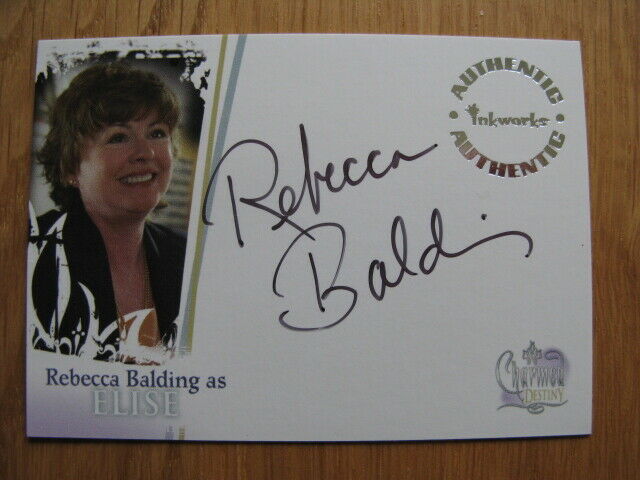 AUTHENTIC
inkworks
AUTHENTIC
Rebecca
Balding
Rebecca Balding as
ELISE
Charmed
DESTINY